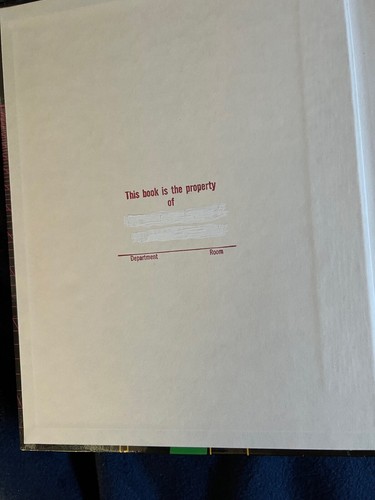 This book is the property
of
Department Room